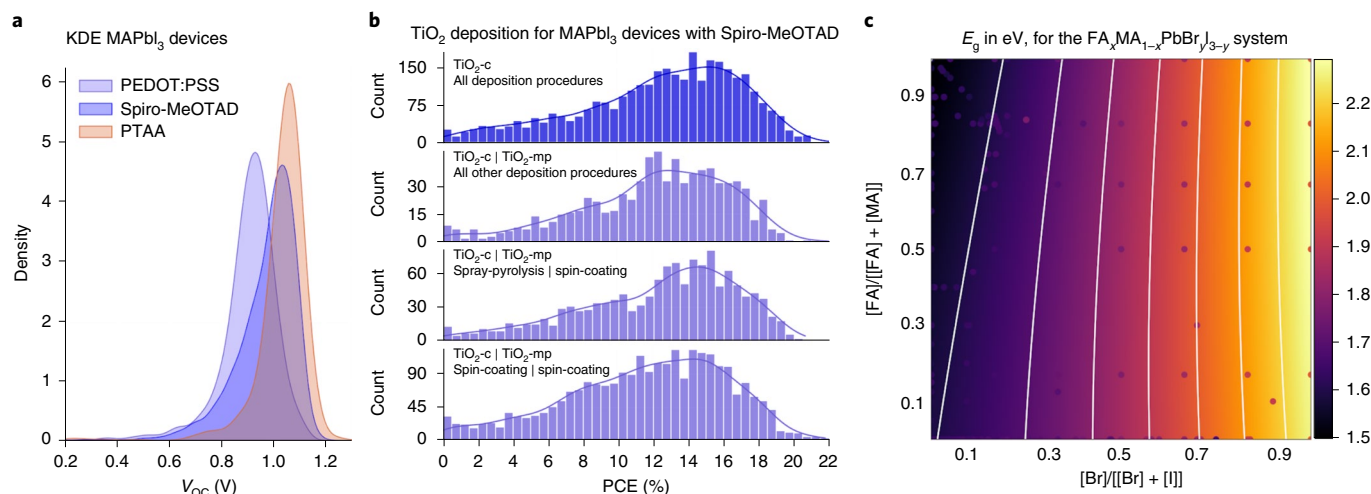 a
KDE MAPbI3 devices
PEDOT:PSS
Spiro-MeOTAD
PTAA
Density
6
5
4
3
2
1
0
0.2 0.4 0.6 0.8 1.0 1.2
VOC (V)
b
TiO2 deposition for MAPbI3 devices with Spiro-MeOTAD
TiO2-c
All deposition procedures
Count
150
75
0
TiO2-c | TiO2-mp
All other deposition procedures
Count
30
15
0
TiO2-c | TiO2-mp
Spray-pyrolysis | spin-coating
Count
60
30
0
TiO2-c | TiO2-mp
Spin-coating | spin-coating
Count
90
45
0
0 2 4 6 8 10 12 14 16 18 20 22
PCE (%)
c
Eg in eV, for the FAxMA1–xPbBryI3–y system
[FA]/[[FA] + [MA]]
0.9
0.7
0.5
0.3
0.1
0.1 0.3 0.5 0.7 0.9
[Br]/[[Br] + [I]]
2.2
2.1
2.0
1.9
1.8
1.7
1.6
1.5